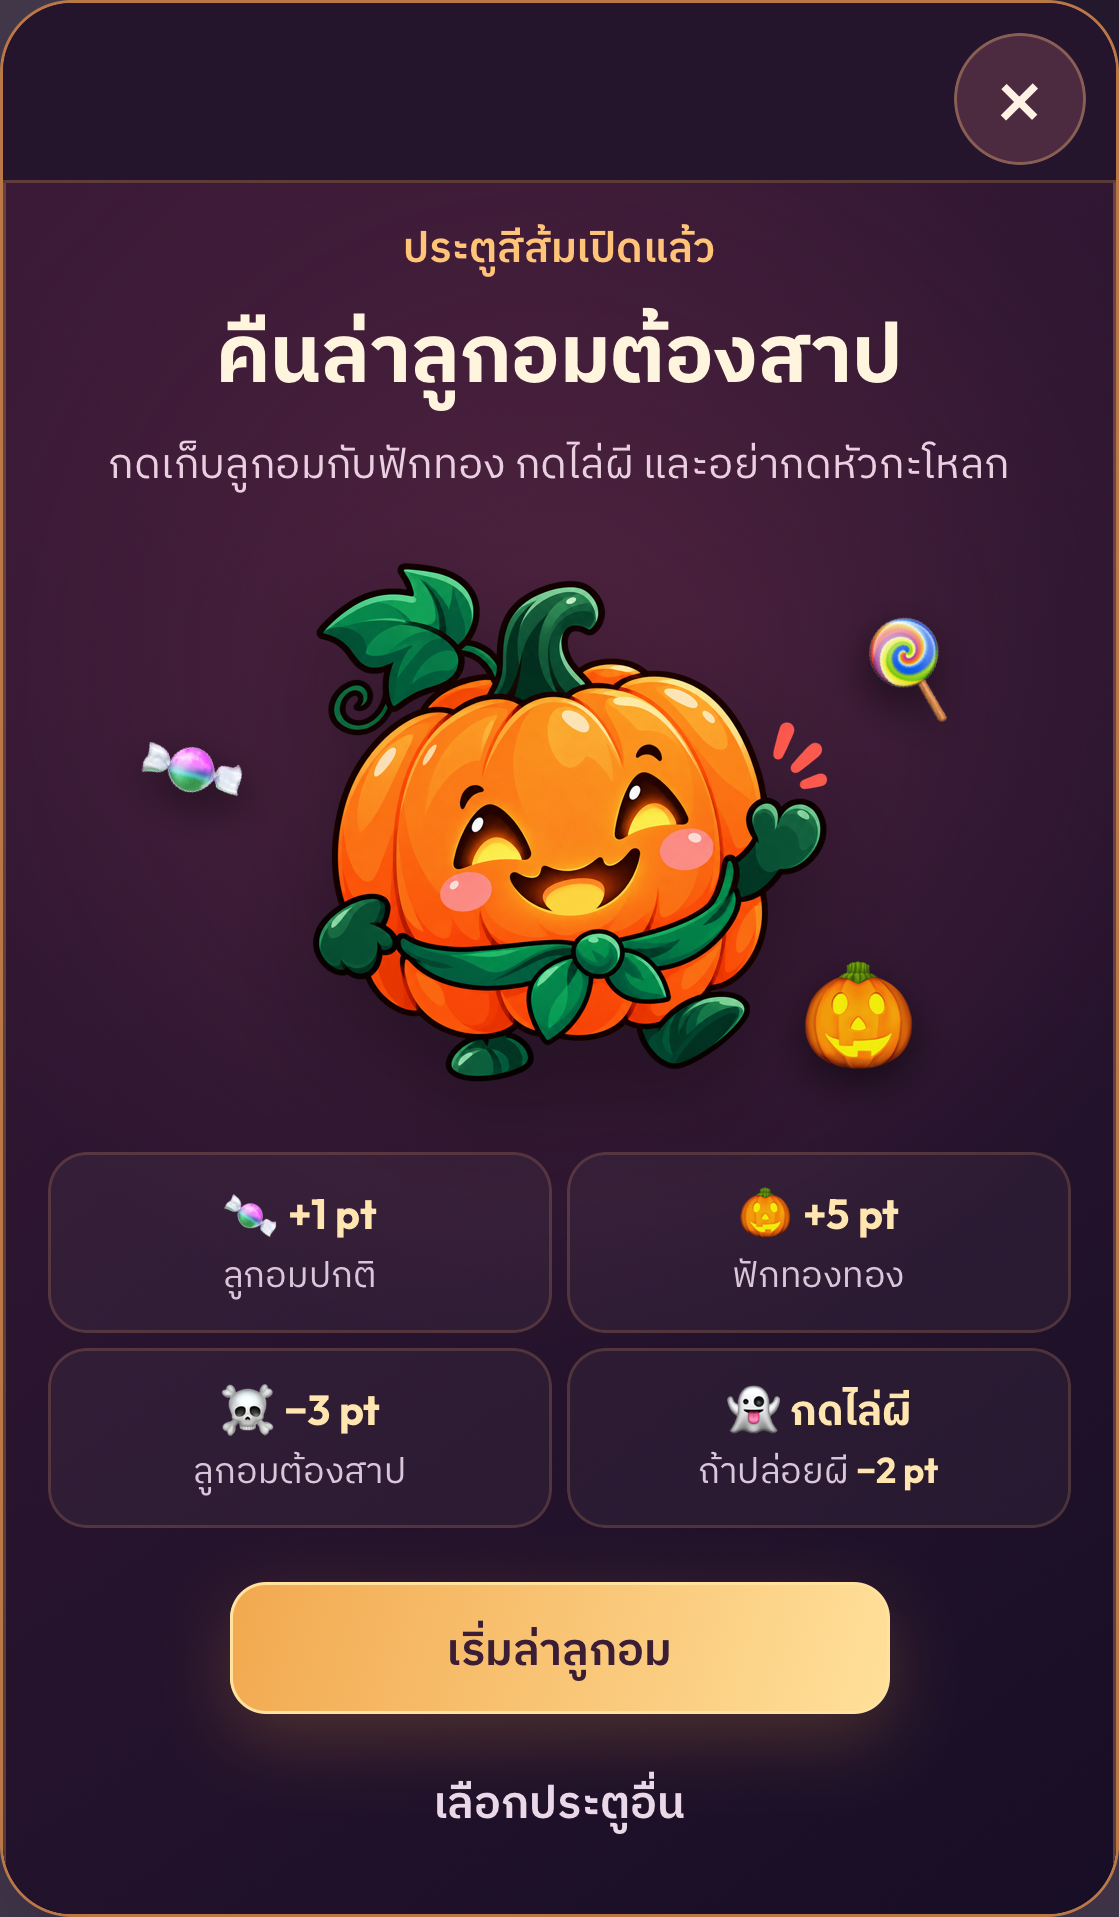 ประตูสีส้มเปิดแล้ว
คืนล่าลูกอมต้องสาป
กดเก็บลูกอมกับฟักทอง กดไล่ผี และอย่ากดหัวกะโหลก
+1 pt
ลูกอมปกติ
+5 pt
ฟักทองทอง
−3 pt
ลูกอมต้องสาป
กดไล่ผี
ถ้าปล่อยผี −2 pt
เริ่มล่าลูกอม
เลือกประตูอื่น